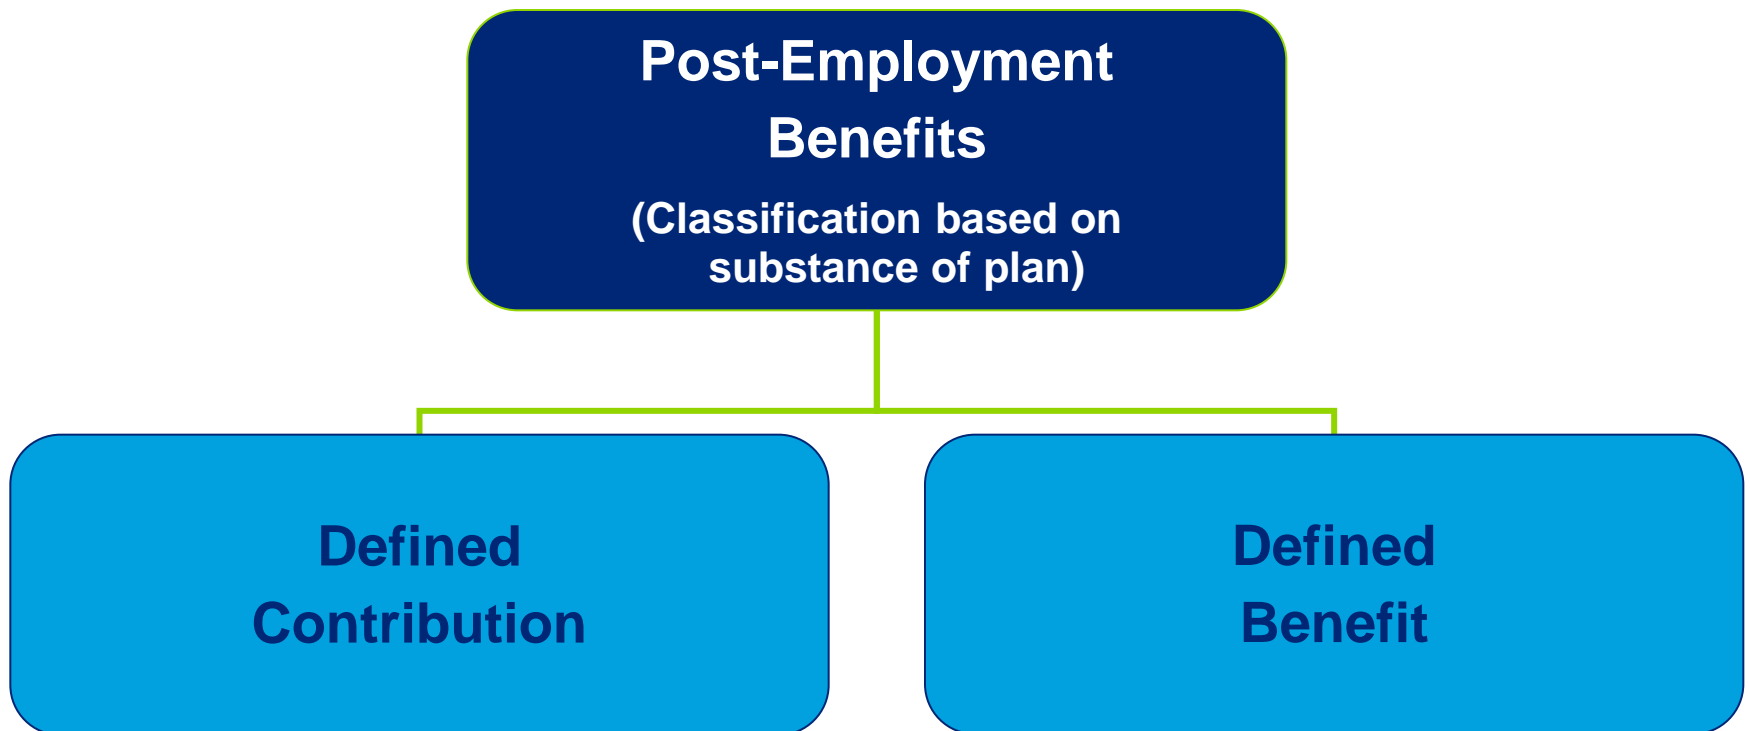 Post-Employment
Benefits
(Classification based on
substance of plan)
Defined
Contribution
Defined
Benefit